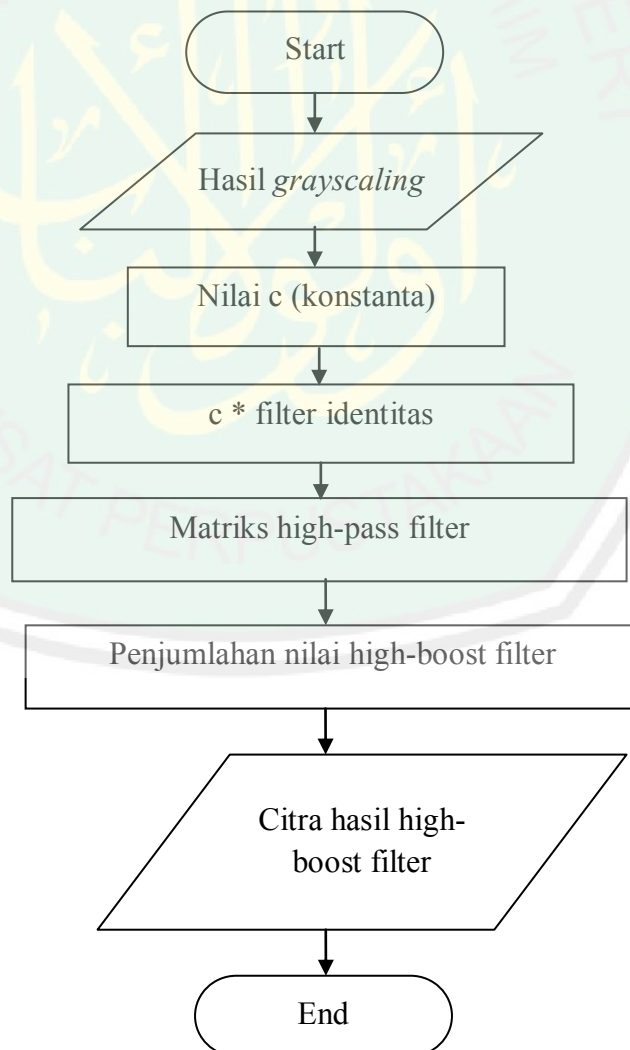 Start
Hasil grayscaling
Nilai c (konstanta)
c * filter identitas
Matriks high-pass filter
Penjumlahan nilai high-boost filter
Citra hasil high-
boost filter
End